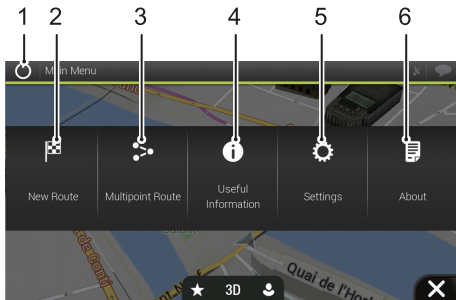 1 2 3 4 5 6
Main Menu
New Route
Multipoint Route
Useful
Information
Settings
About
3D
Quai de l'Ho